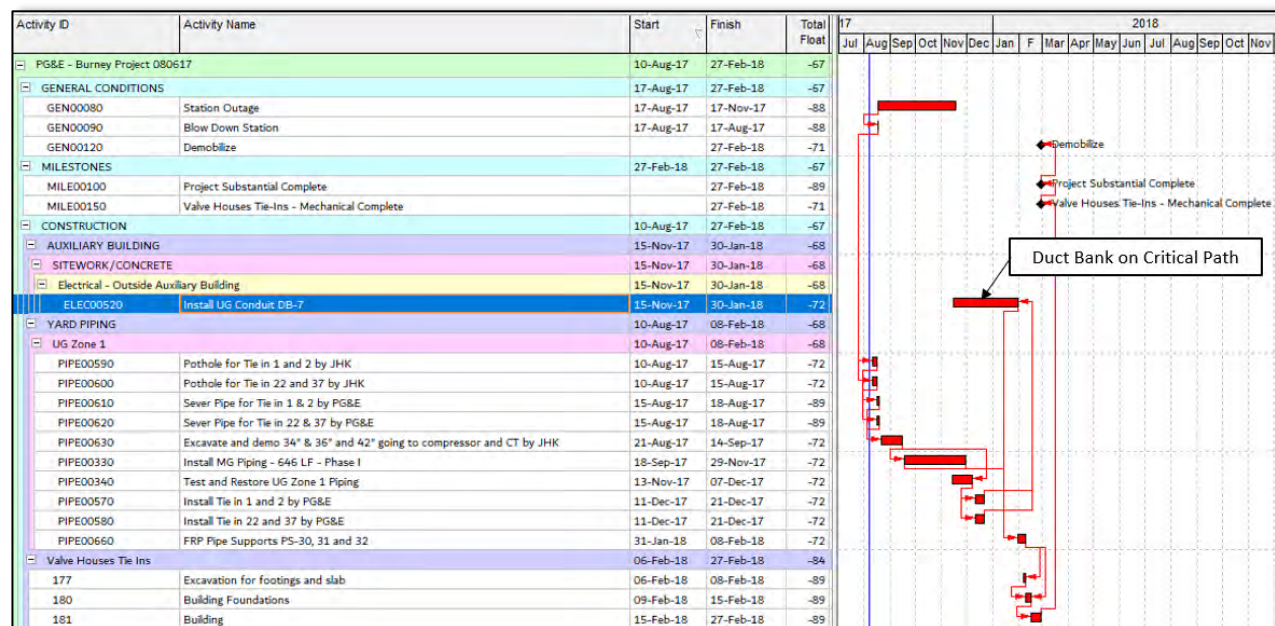 Activity ID Activity Name Start Finish Total Float 17 2018
Jul Aug Sep Oct Nov Dec Jan F Mar Apr May Jun Jul Aug Sep Oct Nov
PG&E - Burney Project 080617 10-Aug-17 27-Feb-18 -67
GENERAL CONDITIONS 17-Aug-17 27-Feb-18 -67
GEN00080 Station Outage 17-Aug-17 17-Nov-17 -88
GEN00090 Blow Down Station 17-Aug-17 17-Aug-17 -88
GEN00120 Demobilize 27-Feb-18 -71 Demobilize
MILESTONES 27-Feb-18 27-Feb-18 -67
MILE00100 Project Substantial Complete 27-Feb-18 -89 Project Substantial Complete
MILE00150 Valve Houses Tie-Ins - Mechanical Complete 27-Feb-18 -71 Valve Houses Tie-Ins - Mechanical Complete
CONSTRUCTION 10-Aug-17 27-Feb-18 -67
AUXILIARY BUILDING 15-Nov-17 30-Jan-18 -68
Duct Bank on Critical Path
SITEWORK/CONCRETE 15-Nov-17 30-Jan-18 -68
Electrical - Outside Auxiliary Building 15-Nov-17 30-Jan-18 -68
ELEC00520 Install UG Conduit DB-7 15-Nov-17 30-Jan-18 -72
YARD PIPING 10-Aug-17 08-Feb-18 -68
UG Zone 1 10-Aug-17 08-Feb-18 -68
PIPE00590 Pothole for Tie in 1 and 2 by JHK 10-Aug-17 15-Aug-17 -72
PIPE00600 Pothole for Tie in 22 and 37 by JHK 10-Aug-17 15-Aug-17 -72
PIPE00610 Sever Pipe for Tie in 1 & 2 by PG&E 15-Aug-17 18-Aug-17 -89
PIPE00620 Sever Pipe for Tie in 22 & 37 by PG&E 15-Aug-17 18-Aug-17 -89
PIPE00630 Excavate and demo 34" & 36" and 42" going to compressor and CT by JHK 21-Aug-17 14-Sep-17 -72
PIPE00330 Install MG Piping - 646 LF - Phase I 18-Sep-17 29-Nov-17 -72
PIPE00340 Test and Restore UG Zone 1 Piping 13-Nov-17 07-Dec-17 -72
PIPE00570 Install Tie in 1 and 2 by PG&E 11-Dec-17 21-Dec-17 -72
PIPE00580 Install Tie in 22 and 37 by PG&E 11-Dec-17 21-Dec-17 -72
PIPE00660 FRP Pipe Supports PS-30, 31 and 32 31-Jan-18 08-Feb-18 -72
Valve Houses Tie Ins 06-Feb-18 27-Feb-18 -84
177 Excavation for footings and slab 06-Feb-18 08-Feb-18 -89
180 Building Foundations 09-Feb-18 15-Feb-18 -89
181 Building 15-Feb-18 27-Feb-18 -89